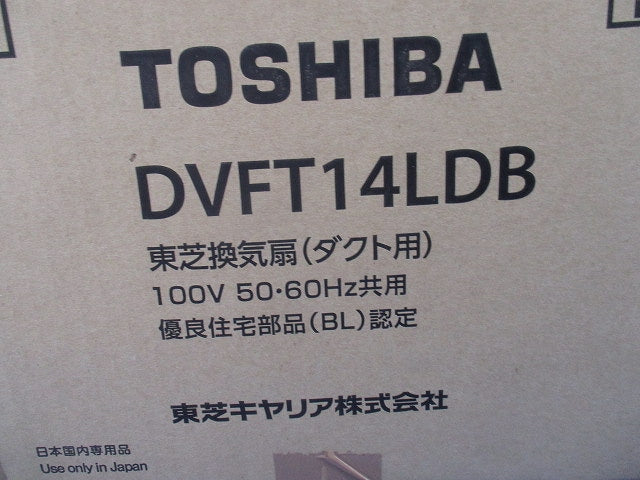 TOSHIBA
DVFT14LDB
東芝換気扇(ダクト用)
100V 50・60Hz共用
優良住宅部品(BL)認定
東芝キヤリア株式会社
日本国内専用品
Use only in Japan